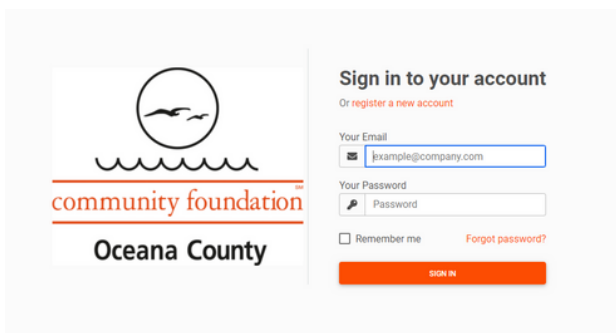 community foundation
Oceana County
Sign in to your account
Or register a new account
Your Email
example@company.com
Your Password
Password
Remember me
Forgot password?
SIGN IN